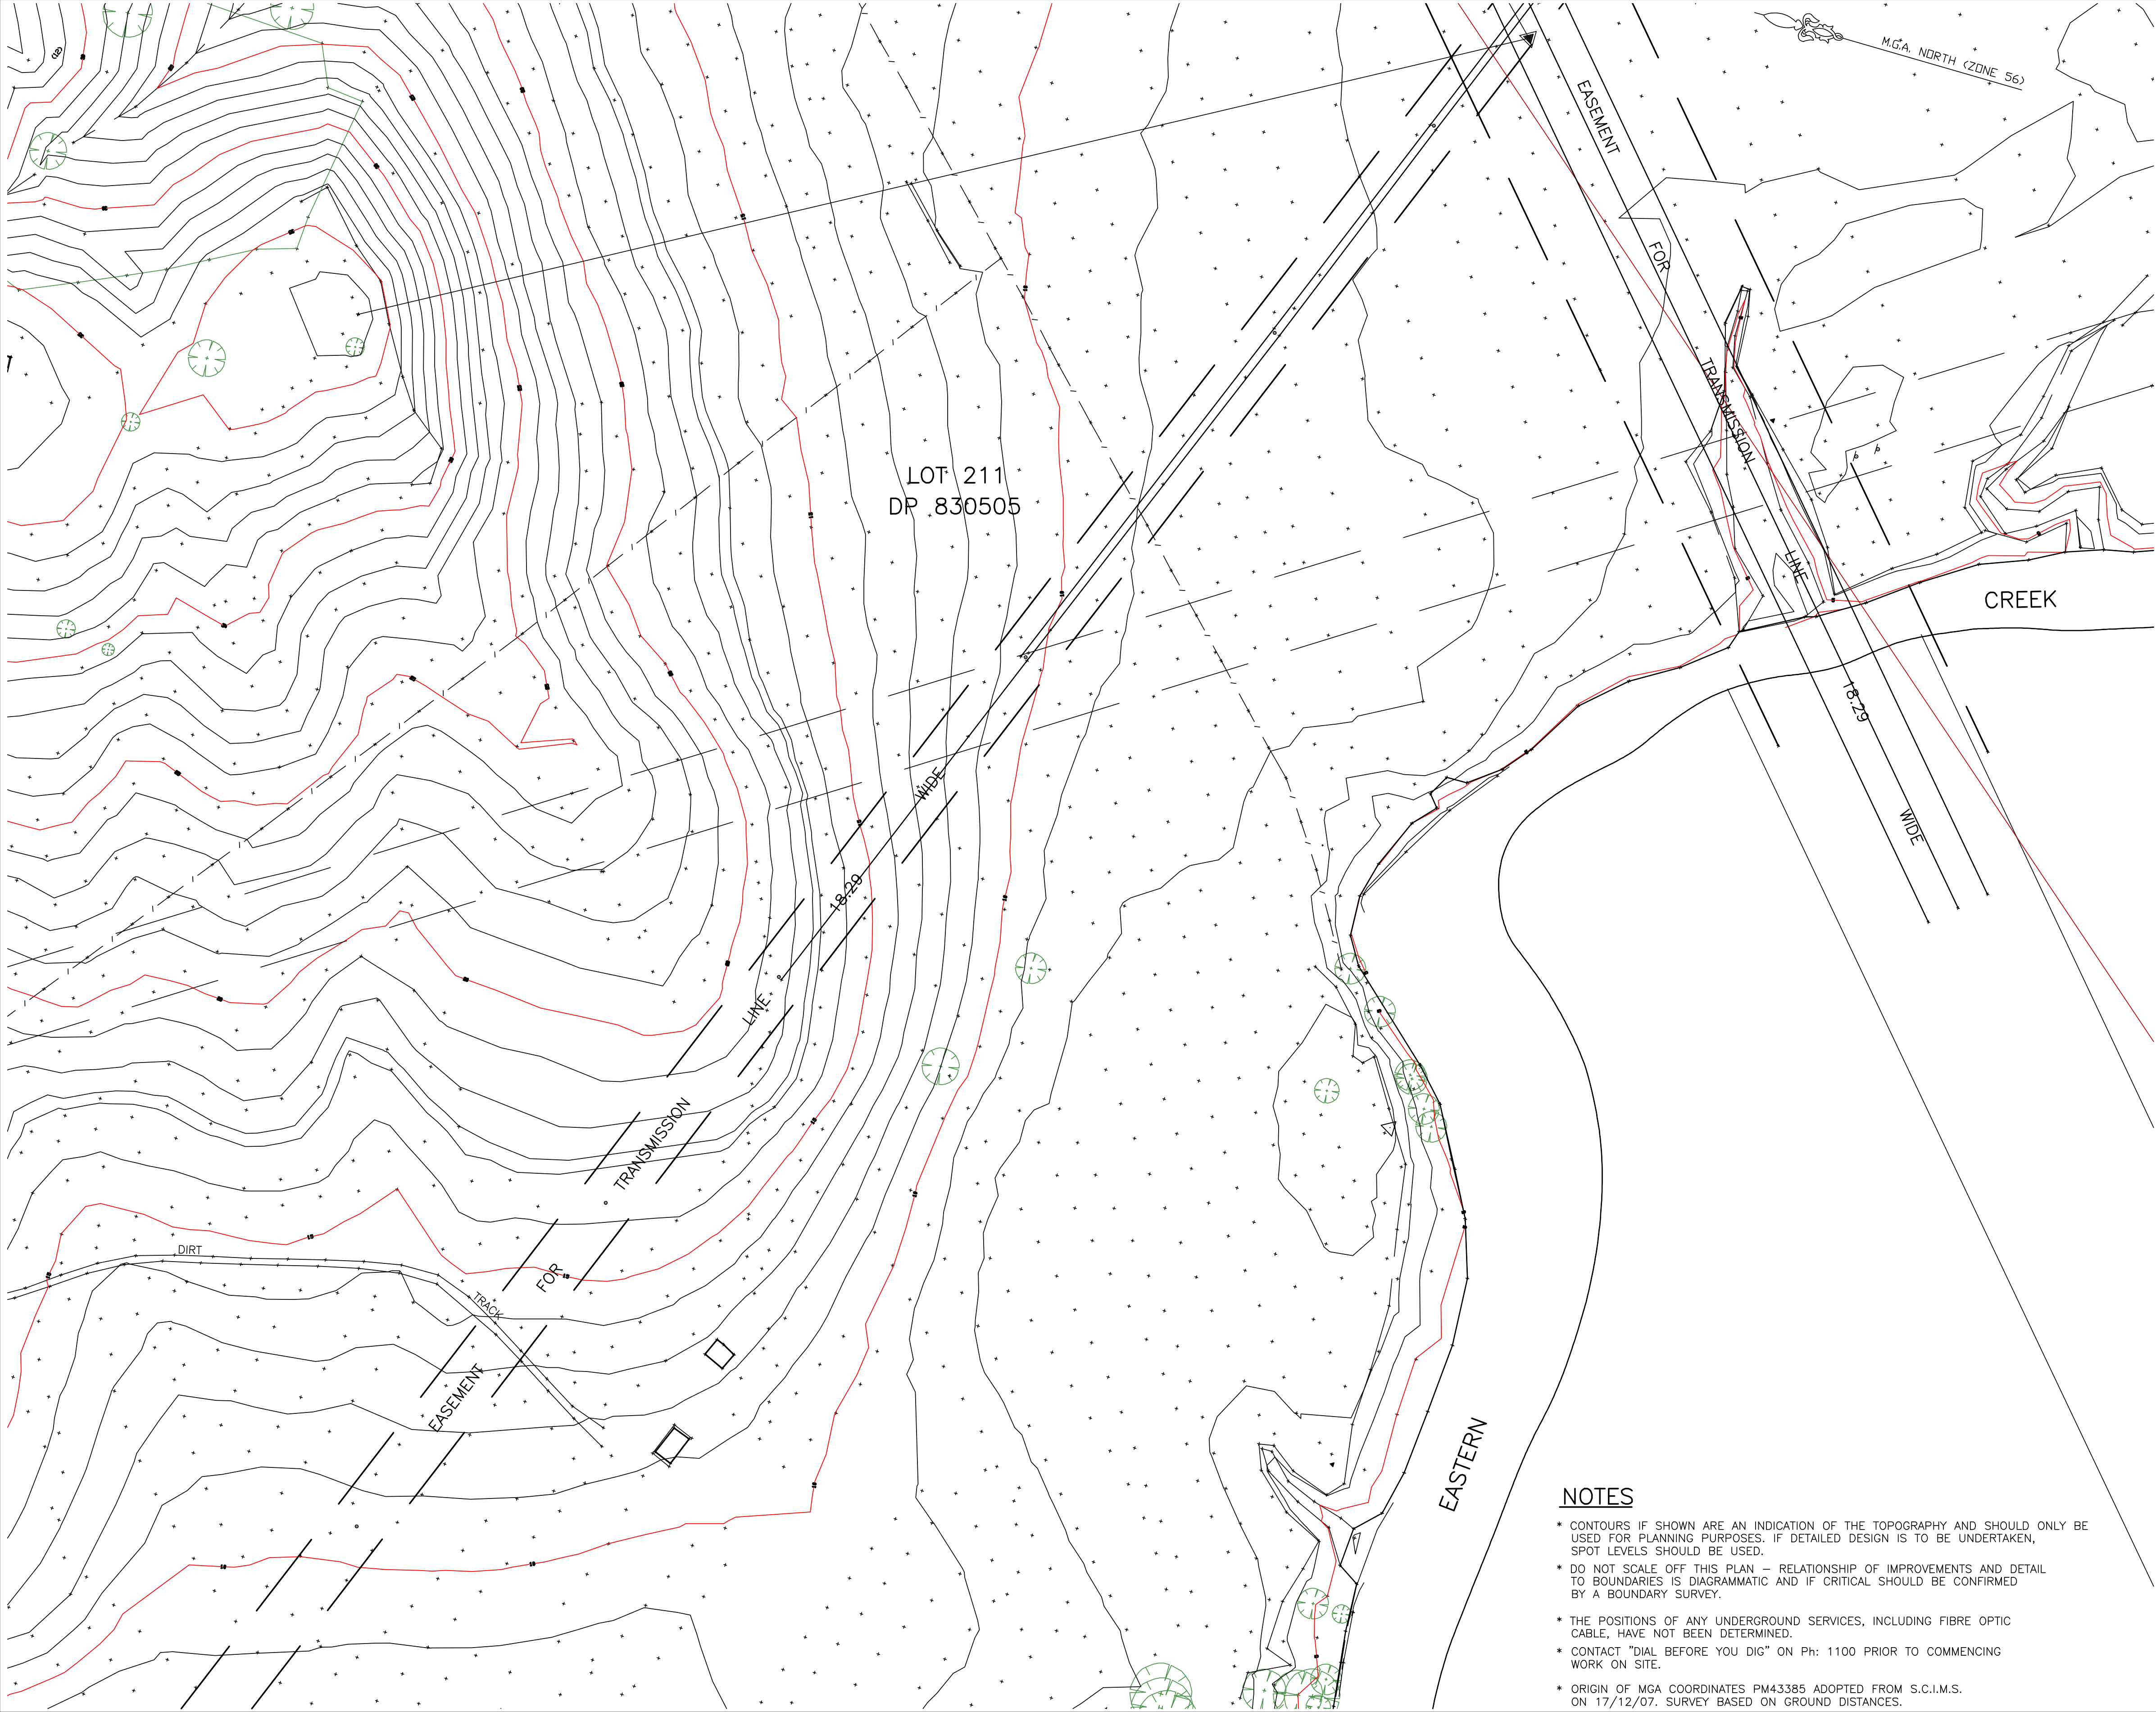 M.G.A. NORTH (ZONE 56)
EASEMENT
FOR
TRANSMISSION
LINE
18.29
WIDE
LOT 211
DP 830505
CREEK
WIDE
18.29
LINE
TRANSMISSION
FOR
EASEMENT
DIRT
TRACK
EASTERN
NOTES
* CONTOURS IF SHOWN ARE AN INDICATION OF THE TOPOGRAPHY AND SHOULD ONLY BE
USED FOR PLANNING PURPOSES. IF DETAILED DESIGN IS TO BE UNDERTAKEN,
SPOT LEVELS SHOULD BE USED.
* DO NOT SCALE OFF THIS PLAN – RELATIONSHIP OF IMPROVEMENTS AND DETAIL
TO BOUNDARIES IS DIAGRAMMATIC AND IF CRITICAL SHOULD BE CONFIRMED
BY A BOUNDARY SURVEY.
* THE POSITIONS OF ANY UNDERGROUND SERVICES, INCLUDING FIBRE OPTIC
CABLE, HAVE NOT BEEN DETERMINED.
* CONTACT "DIAL BEFORE YOU DIG" ON Ph: 1100 PRIOR TO COMMENCING
WORK ON SITE.
* ORIGIN OF MGA COORDINATES PM43385 ADOPTED FROM S.C.I.M.S.
ON 17/12/07. SURVEY BASED ON GROUND DISTANCES.